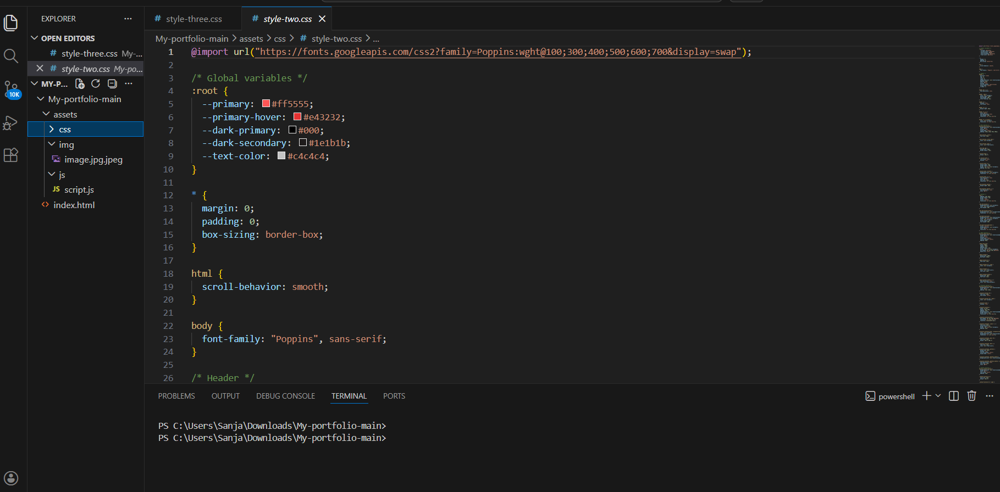 EXPLORER
OPEN EDITORS
# style-three.css My-...
# style-two.css My-po...
MY-P...
My-portfolio-main
assets
css
img
image.jpg.jpeg
js
JS script.js
<> index.html
10K
# style-three.css
# style-two.css
My-portfolio-main > assets > css > # style-two.css > ...
1 @import url("https://fonts.googleapis.com/css2?family=Poppins:wght@100;300;400;500;600;700&display=swap");
2
3 /* Global variables */
4 :root {
5 --primary: #ff5555;
6 --primary-hover: #e43232;
7 --dark-primary: #000;
8 --dark-secondary: #1e1b1b;
9 --text-color: #c4c4c4;
10 }
11
12 * {
13 margin: 0;
14 padding: 0;
15 box-sizing: border-box;
16 }
17
18 html {
19 scroll-behavior: smooth;
20 }
21
22 body {
23 font-family: "Poppins", sans-serif;
24 }
25
26 /* Header */
PROBLEMS OUTPUT DEBUG CONSOLE TERMINAL PORTS
powershell
PS C:\Users\Sanja\Downloads\My-portfolio-main>
PS C:\Users\Sanja\Downloads\My-portfolio-main>